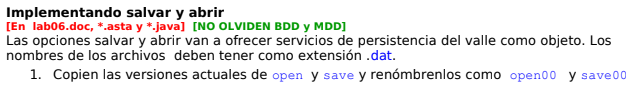 Implementando salvar y abrir
[En lab06.doc, *.asta y *.java] [NO OLVIDEN BDD y MDD]
Las opciones salvar y abrir van a ofrecer servicios de persistencia del valle como objeto. Los
nombres de los archivos deben tener como extensión .dat.
1. Copien las versiones actuales de open y save y renómbrenlos como open00 y save00